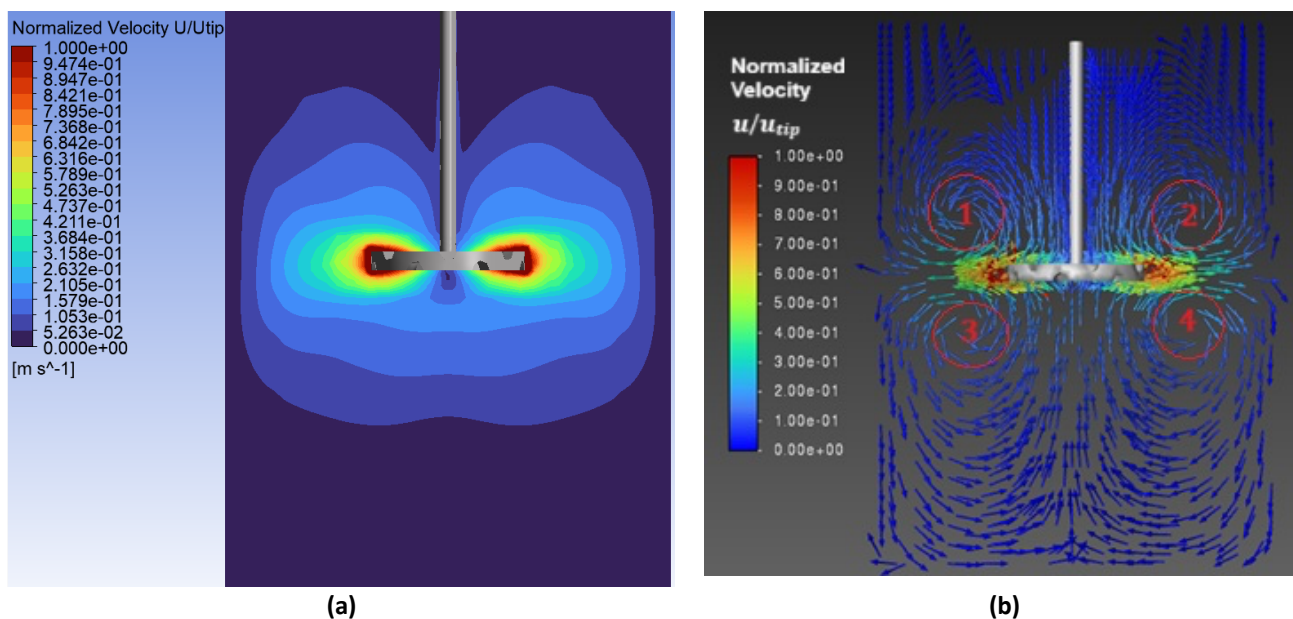 Normalized Velocity U/Utip
1.000e+00
9.474e-01
8.947e-01
8.421e-01
7.895e-01
7.368e-01
6.842e-01
6.316e-01
5.789e-01
5.263e-01
4.737e-01
4.211e-01
3.684e-01
3.158e-01
2.632e-01
2.105e-01
1.579e-01
1.053e-01
5.263e-02
0.000e+00
[m s^-1]
(a)
Normalized
Velocity
u/u_tip
1.00e+00
9.00e-01
8.00e-01
7.00e-01
6.00e-01
5.00e-01
4.00e-01
3.00e-01
2.00e-01
1.00e-01
0.00e+00
1
2
3
4
(b)